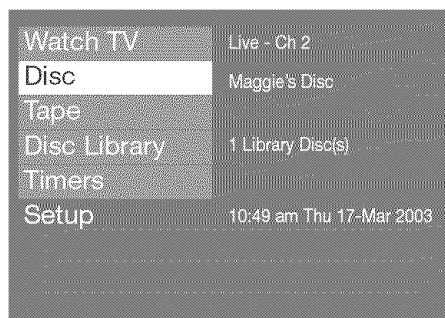 Watch TV Live - Ch 2
Disc Maggie's Disc
Tape
Disc Library 1 Library Disc(s)
Timers
Setup 10:49 am Thu 17-Mar 2003